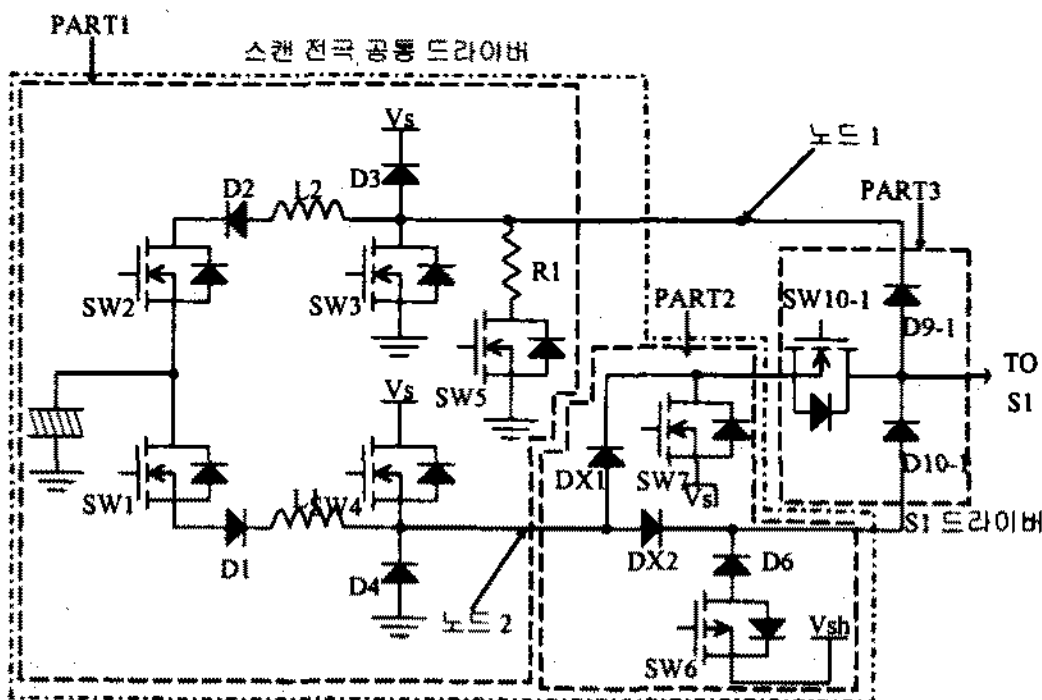 PART1
스캔 전극 공통 드라이버
Vs
노드 1
D2
L2
D3
PART3
R1
SW2
SW3
PART2
SW10-1
D9-1
TO
S1
Vs
SW5
SW1
L1
SW4
DX1
SW7
Vsl
D10-1
S1 드라이버
D1
D4
노드 2
DX2
D6
Vsh
SW6